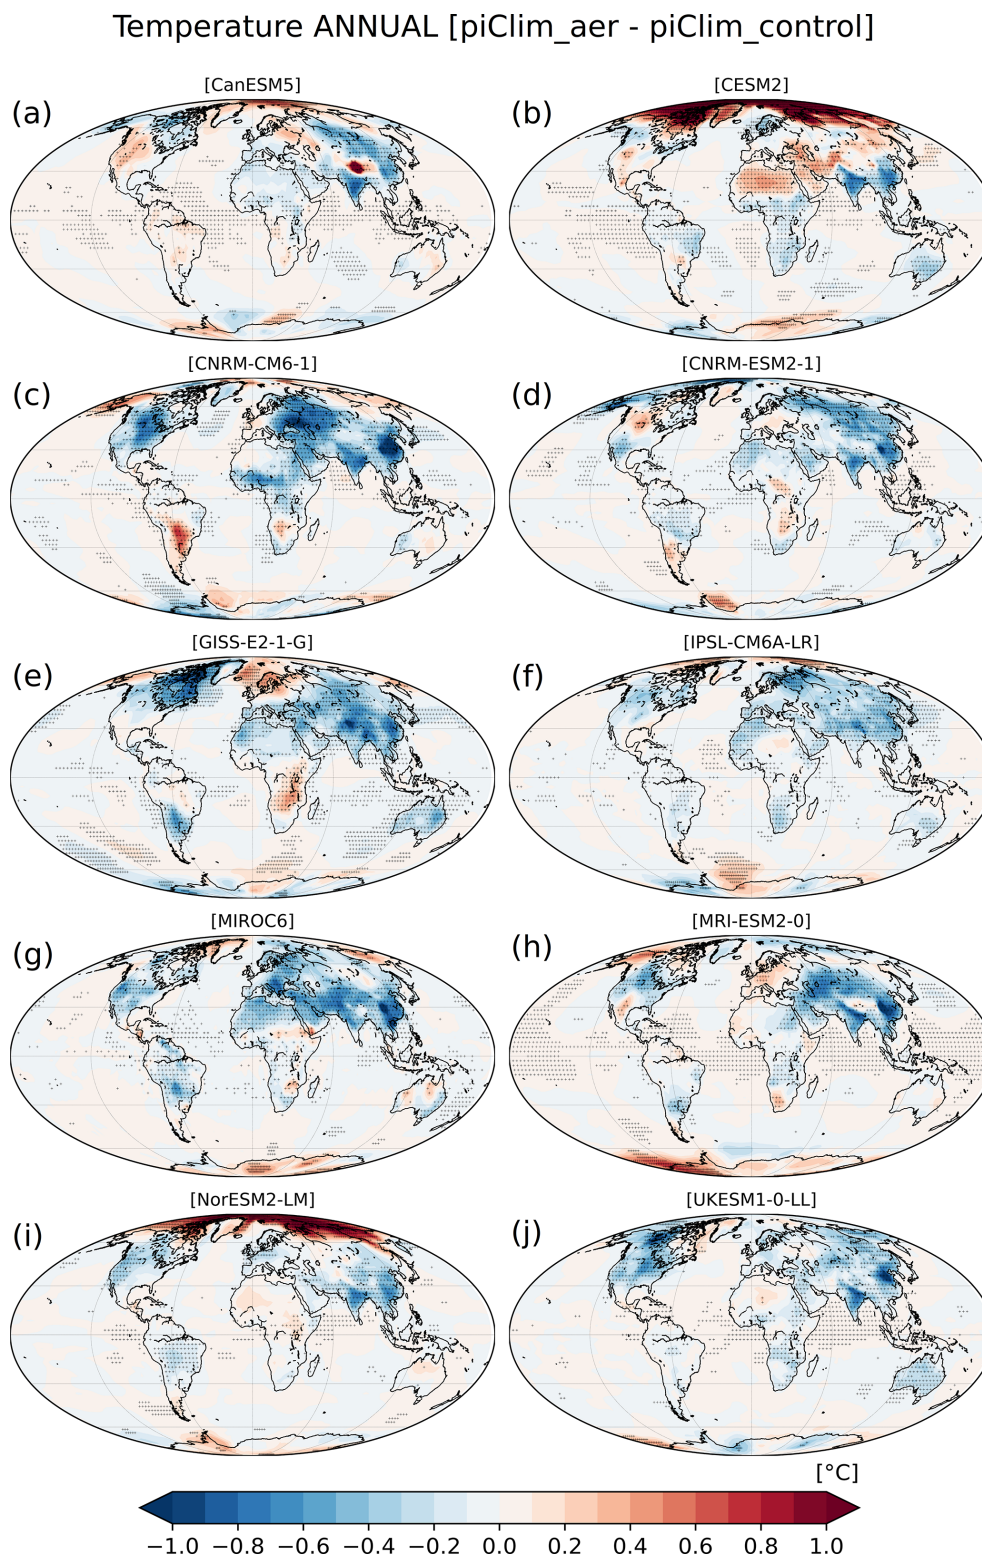 Temperature ANNUAL [piClim_aer - piClim_control]
[CanESM5]
(a)
[CESM2]
(b)
[CNRM-CM6-1]
(c)
[CNRM-ESM2-1]
(d)
[GISS-E2-1-G]
(e)
[IPSL-CM6A-LR]
(f)
[MIROC6]
(g)
[MRI-ESM2-0]
(h)
[NorESM2-LM]
(i)
[UKESM1-0-LL]
(j)
[°C]
−1.0 −0.8 −0.6 −0.4 −0.2 0.0 0.2 0.4 0.6 0.8 1.0